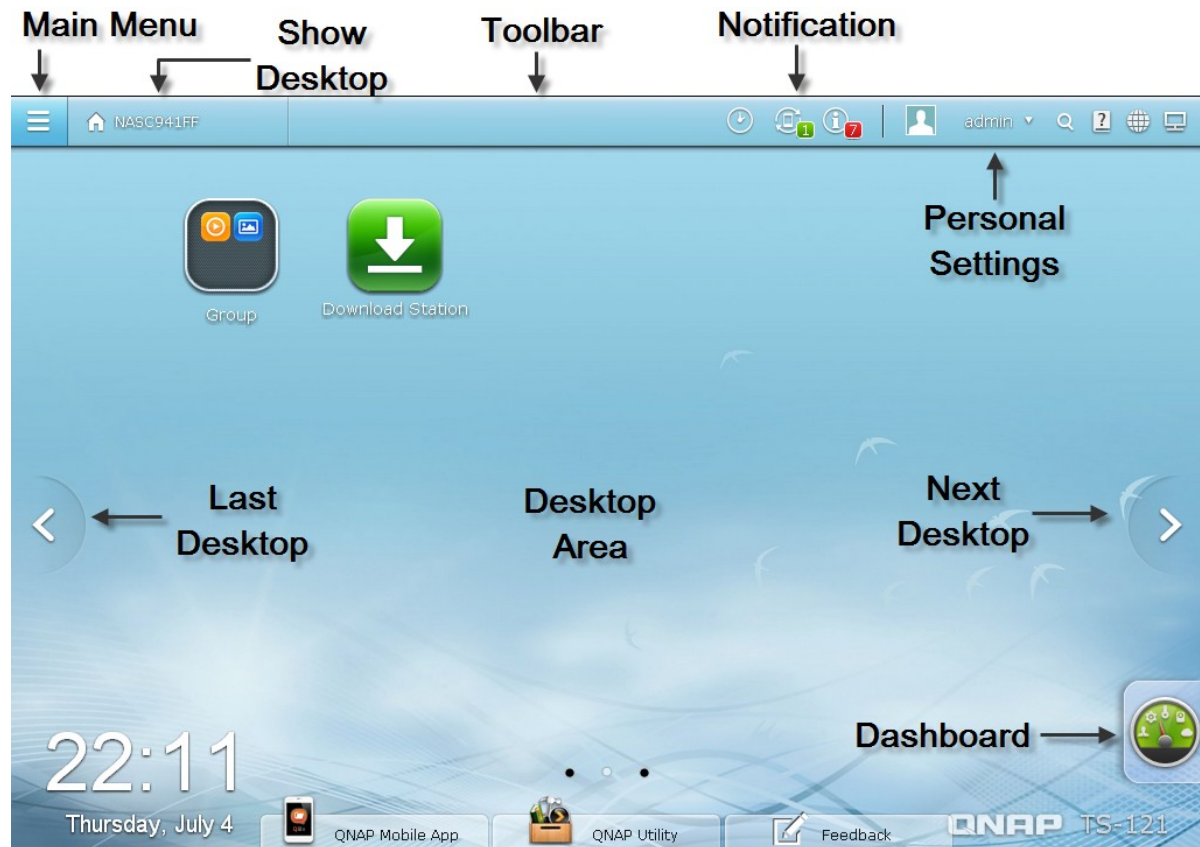 Main Menu
Show
Desktop
Toolbar
Notification
NASC941FF
1
7
admin
?
Personal
Settings
Group
Download Station
Last
Desktop
Desktop
Area
Next
Desktop
Dashboard
22:11
Thursday, July 4
QNAP Mobile App
QNAP Utility
Feedback
QNAP TS-121